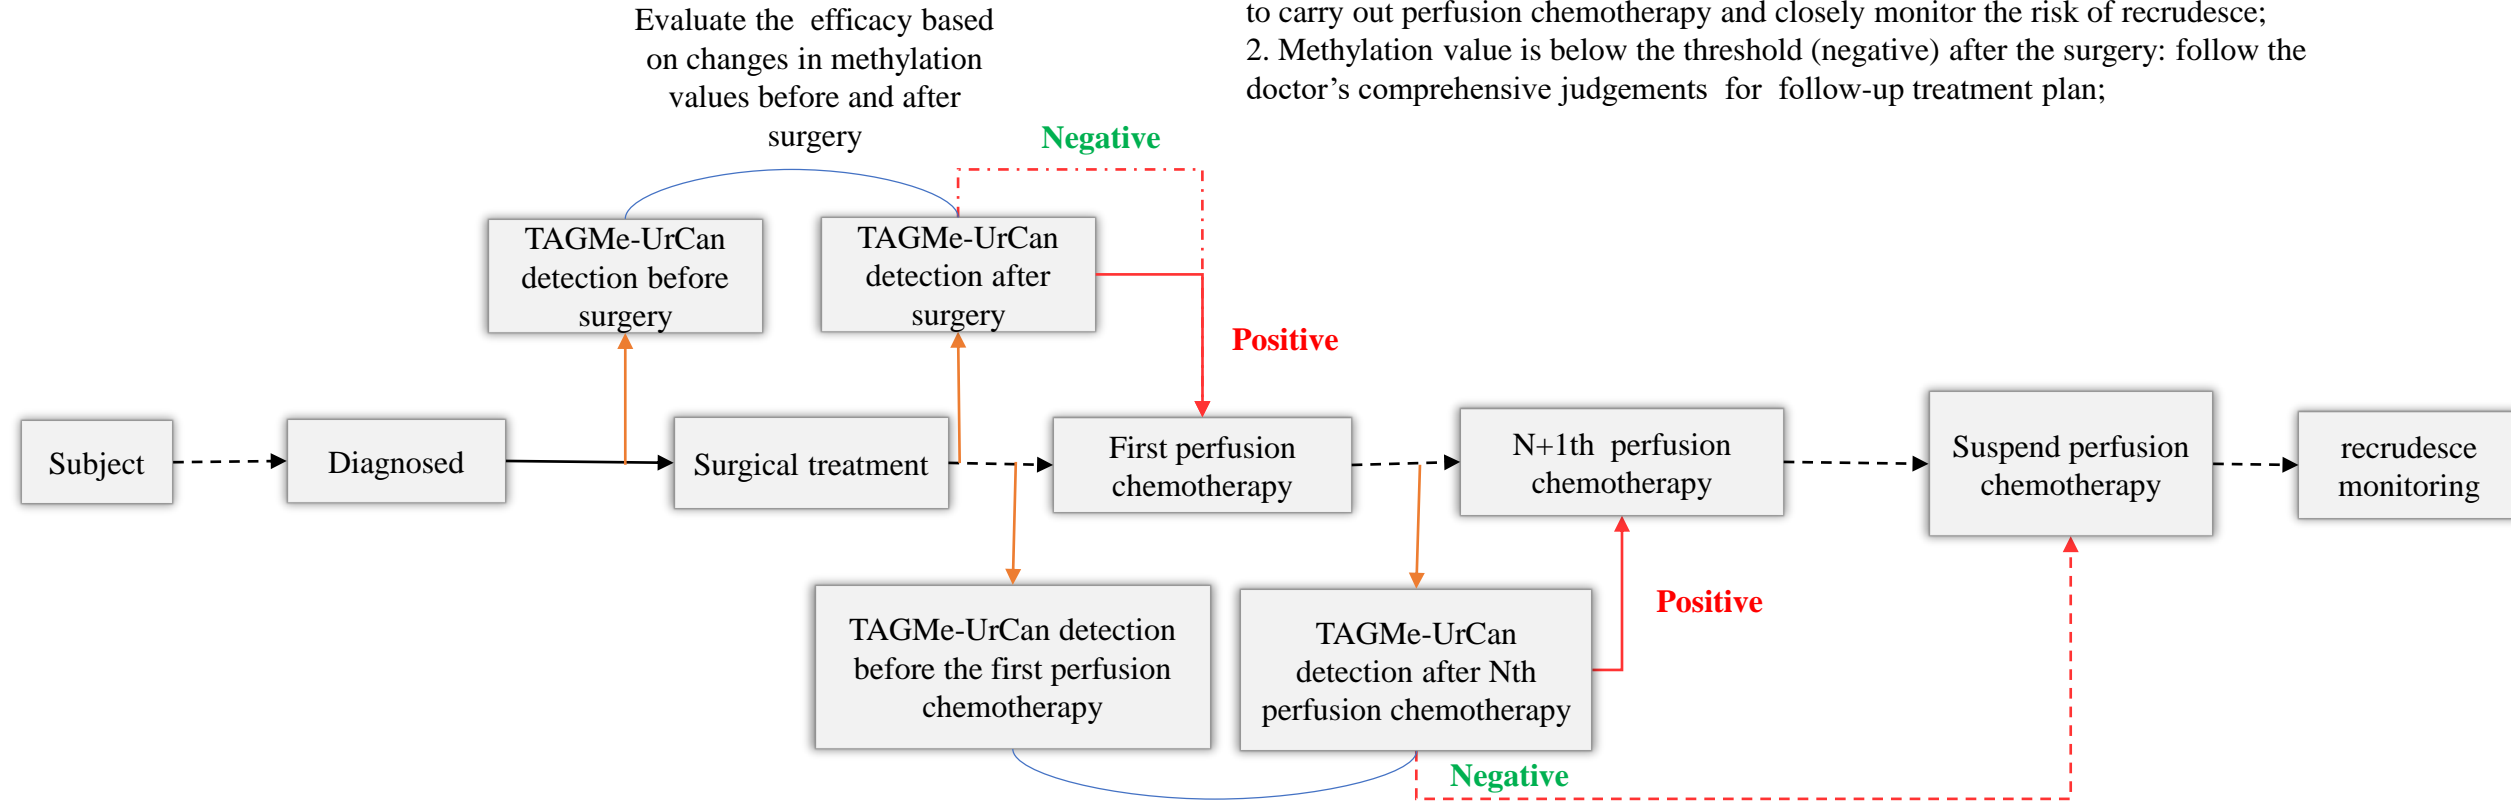 Evaluate the efficacy based
on changes in methylation
values before and after
surgery
to carry out perfusion chemotherapy and closely monitor the risk of recrudesce;
2. Methylation value is below the threshold (negative) after the surgery: follow the
doctor’s comprehensive judgements for follow-up treatment plan;
Negative
TAGMe-UrCan
detection before
surgery
TAGMe-UrCan
detection after
surgery
Positive
Subject
Diagnosed
Surgical treatment
First perfusion
chemotherapy
N+1th perfusion
chemotherapy
Suspend perfusion
chemotherapy
recrudesce
monitoring
TAGMe-UrCan detection
before the first perfusion
chemotherapy
TAGMe-UrCan
detection after Nth
perfusion chemotherapy
Positive
Negative